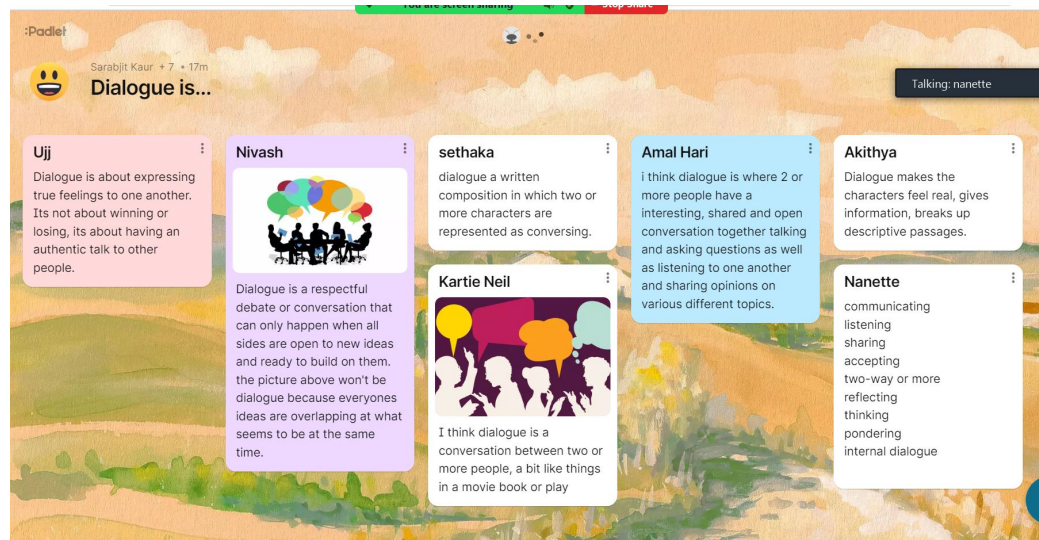 You are screen sharing
Stop Share
:Padlet
Sarabjit Kaur + 7 • 17m
Dialogue is...
Talking: nanette
Ujj
Dialogue is about expressing
true feelings to one another.
Its not about winning or
losing, its about having an
authentic talk to other
people.
Nivash
Dialogue is a respectful
debate or conversation that
can only happen when all
sides are open to new ideas
and ready to build on them.
the picture above won't be
dialogue because everyones
ideas are overlapping at what
seems to be at the same
time.
sethaka
dialogue a written
composition in which two or
more characters are
represented as conversing.
Kartie Neil
I think dialogue is a
conversation between two or
more people, a bit like things
in a movie book or play
Amal Hari
i think dialogue is where 2 or
more people have a
interesting, shared and open
conversation together talking
and asking questions as well
as listening to one another
and sharing opinions on
various different topics.
Akithya
Dialogue makes the
characters feel real, gives
information, breaks up
descriptive passages.
Nanette
communicating
listening
sharing
accepting
two-way or more
reflecting
thinking
pondering
internal dialogue